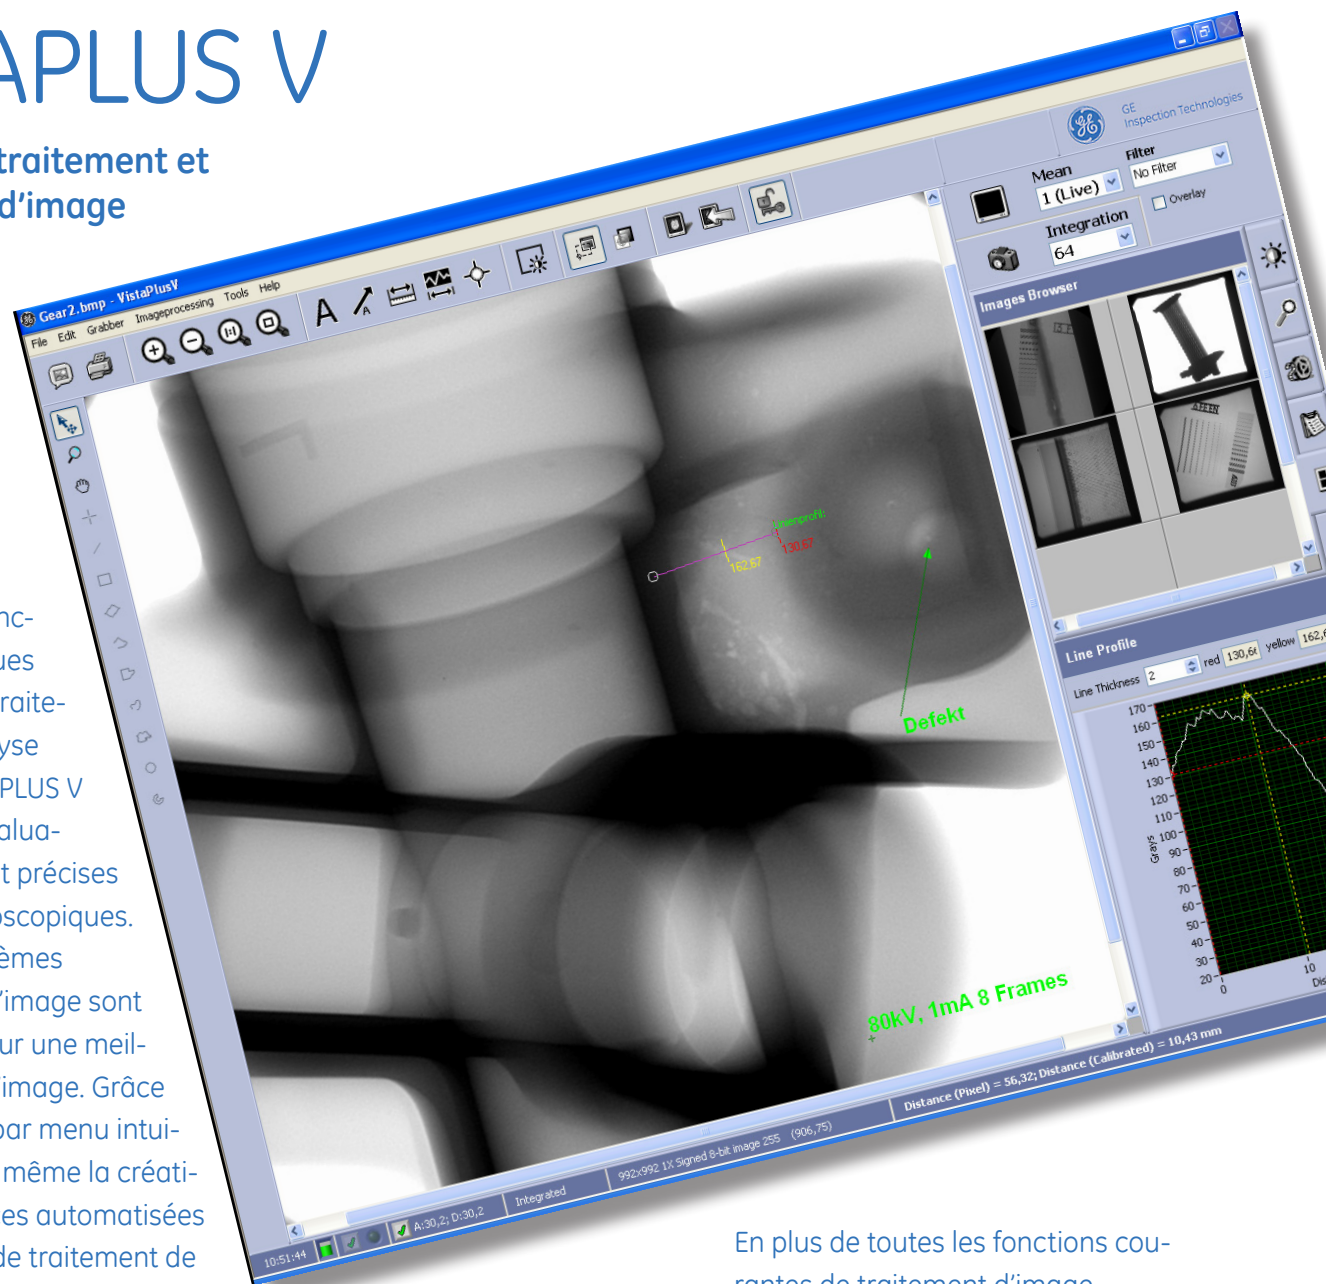 APLUS V
traitement et
d'image
Gear2.bmp - VistaPlusV
File Edit Grabber Imageprocessing Tools Help
GE
Inspection Technologies
Mean
1 (Live)
Filter
No Filter
Integration
64
Overlay
Images Browser
Linienprofil:
162,67
130,67
Defekt
80kV, 1mA 8 Frames
Line Profile
Line Thickness 2 red 130,6 yellow 162,6
170
160
150
140
130
120
110
100
90
80
70
60
50
40
30
20
Grays
0
10
Dis
10:51:44 A:30,2; D:30,2 Integrated 992x992 1X Signed 8-bit image 255 (906,75) Distance (Pixel) = 56,32; Distance (Calibrated) = 10,43 mm
nc-
ues
raite-
yse
PLUS V
alua-
t précises
oscopiques.
èmes
'image sont
ur une meil-
'image. Grâce
par menu intui-
même la créati-
es automatisées
de traitement de
En plus de toutes les fonctions cou-
rantes de traitement d'image